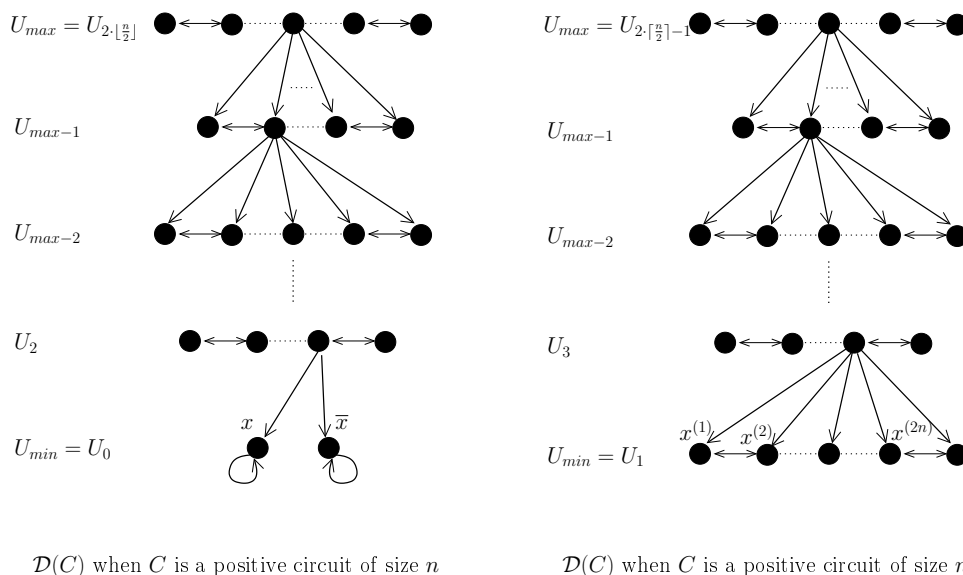 U_{max} = U_{2·⌊n/2⌋}
U_{max−1}
U_{max−2}
U_2
x
x̅
U_{min} = U_0
𝒟(C) when C is a positive circuit of size n
U_{max} = U_{2·⌈n/2⌉−1}
U_{max−1}
U_{max−2}
U_3
x^{(1)}
x^{(2)}
x^{(2n)}
U_{min} = U_1
𝒟(C) when C is a positive circuit of size n